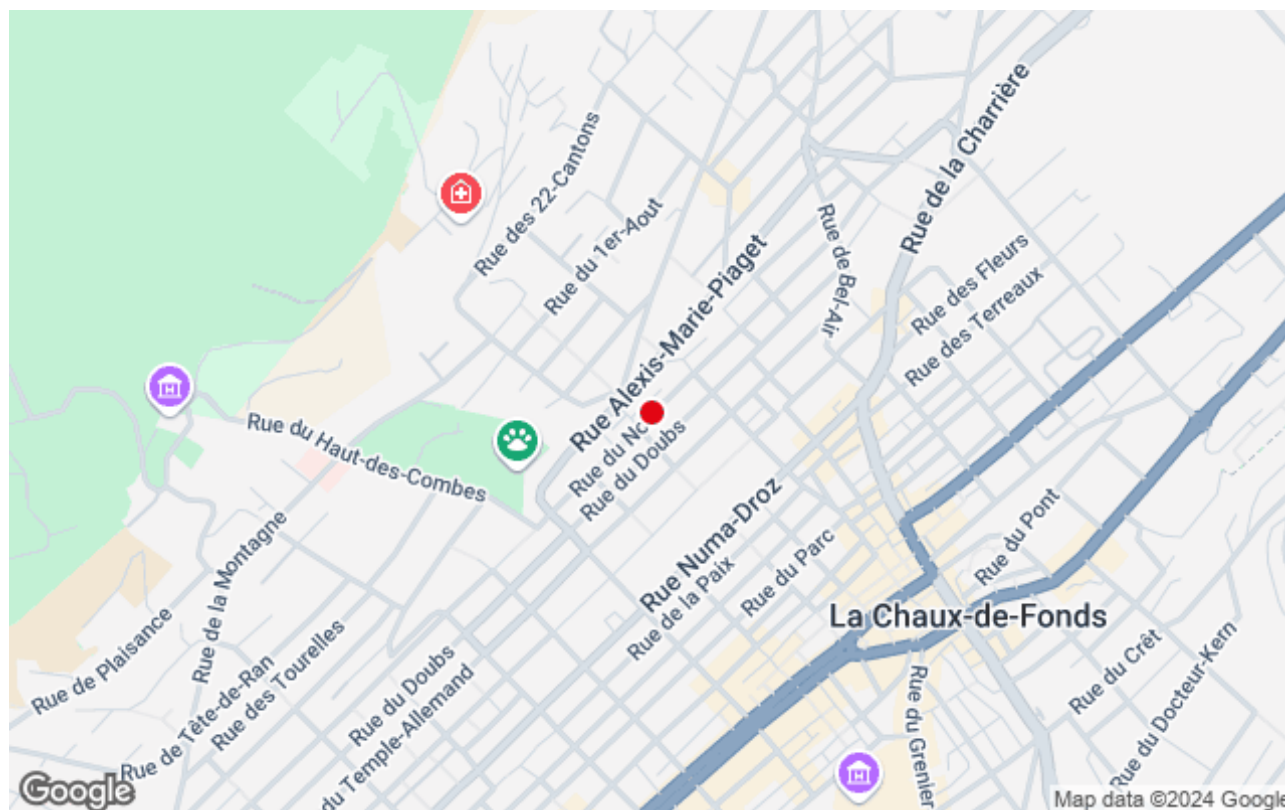 Rue des 22-Cantons
Rue du 1er-Aout
Rue de la Charrière
Rue Alexis-Marie-Piaget
Rue de Bel-Air
Rue des Fleurs
Rue des Terreaux
Rue du Haut-des-Combes
Rue du No
Rue du Doubs
Rue de la Montagne
Rue Numa-Droz
Rue du Parc
Rue de la Paix
Rue du Pont
La Chaux-de-Fonds
Rue de Plaisance
Rue des Tourelles
Rue de Tête-de-Ran
Rue du Doubs
du Temple-Allemand
Rue du Crêt
Rue du Docteur-Kern
Rue du Grenier
H
H
Google
Map data ©2024 Google